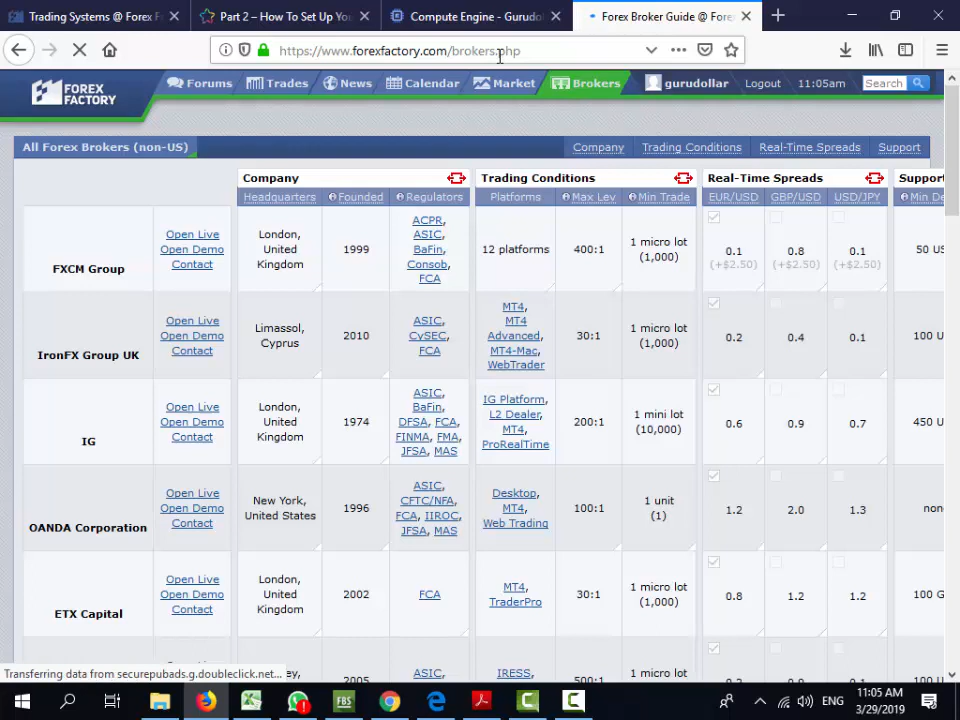 Trading Systems @ Forex F
Part 2 – How To Set Up You
Compute Engine - Gurudol
Forex Broker Guide @ Fore
https://www.forexfactory.com/brokers.php
FOREX FACTORY
Forums Trades News Calendar Market Brokers gurudollar Logout 11:05am Search
All Forex Brokers (non-US) Company Trading Conditions Real-Time Spreads Support
Company Trading Conditions Real-Time Spreads Suppor
Headquarters Founded Regulators Platforms Max Lev Min Trade EUR/USD GBP/USD USD/JPY Min De
FXCM Group
Open Live
Open Demo
Contact
London,
United
Kingdom
1999
ACPR,
ASIC,
BaFin,
Consob,
FCA
12 platforms
400:1
1 micro lot
(1,000)
0.1
(+$2.50)
0.8
(+$2.50)
0.1
(+$2.50)
50 US
IronFX Group UK
Open Live
Open Demo
Contact
Limassol,
Cyprus
2010
ASIC,
CySEC,
FCA
MT4,
MT4
Advanced,
MT4-Mac,
WebTrader
30:1
1 micro lot
(1,000)
0.2
0.4
0.1
100 U
IG
Open Live
Open Demo
Contact
London,
United
Kingdom
1974
ASIC,
BaFin,
DFSA, FCA,
FINMA, FMA,
JFSA, MAS
IG Platform,
L2 Dealer,
MT4,
ProRealTime
200:1
1 mini lot
(10,000)
0.6
0.9
0.7
450 U
OANDA Corporation
Open Live
Open Demo
Contact
New York,
United States
1996
ASIC,
CFTC/NFA,
FCA, IIROC,
JFSA, MAS
Desktop,
MT4,
Web Trading
100:1
1 unit
(1)
1.2
2.0
1.3
non
ETX Capital
Open Live
Open Demo
Contact
London,
United
Kingdom
2002
FCA
MT4,
TraderPro
30:1
1 micro lot
(1,000)
0.8
1.2
1.2
100 G
2005
ASIC,
IRESS,
500:1
1 micro lot
Transferring data from securepubads.g.doubleclick.net...
FBS
ENG
11:05 AM
3/29/2019